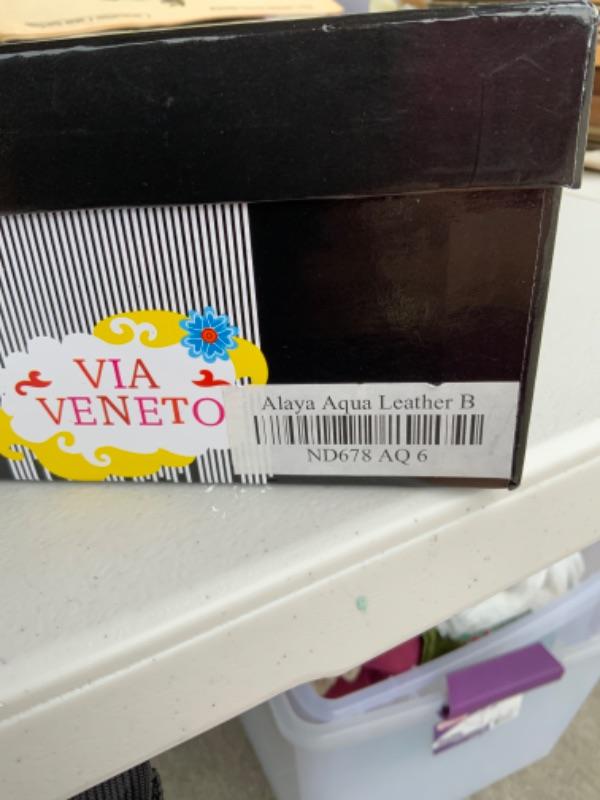 VIA
VENETO
Alaya Aqua Leather B
ND678 AQ 6